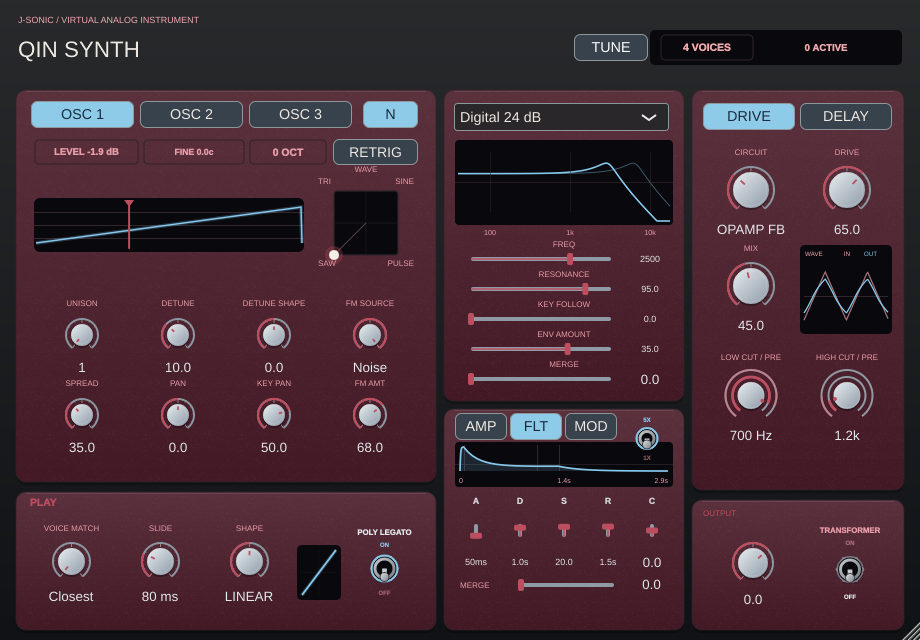 J-SONIC / VIRTUAL ANALOG INSTRUMENT
QIN SYNTH
TUNE
4 VOICES
0 ACTIVE
OSC 1
OSC 2
OSC 3
N
LEVEL -1.9 dB
FINE 0.0c
0 OCT
RETRIG
WAVE
TRI
SINE
SAW
PULSE
UNISON
DETUNE
DETUNE SHAPE
FM SOURCE
1
10.0
0.0
Noise
SPREAD
PAN
KEY PAN
FM AMT
35.0
0.0
50.0
68.0
PLAY
VOICE MATCH
SLIDE
SHAPE
POLY LEGATO
ON
OFF
Closest
80 ms
LINEAR
Digital 24 dB
100
1k
10k
FREQ
2500
RESONANCE
95.0
KEY FOLLOW
0.0
ENV AMOUNT
35.0
MERGE
0.0
AMP
FLT
MOD
5X
1X
0
1.4s
2.9s
A
D
S
R
C
50ms
1.0s
20.0
1.5s
0.0
MERGE
0.0
DRIVE
DELAY
CIRCUIT
DRIVE
OPAMP FB
65.0
MIX
45.0
WAVE
IN
OUT
LOW CUT / PRE
HIGH CUT / PRE
700 Hz
1.2k
OUTPUT
TRANSFORMER
ON
OFF
0.0